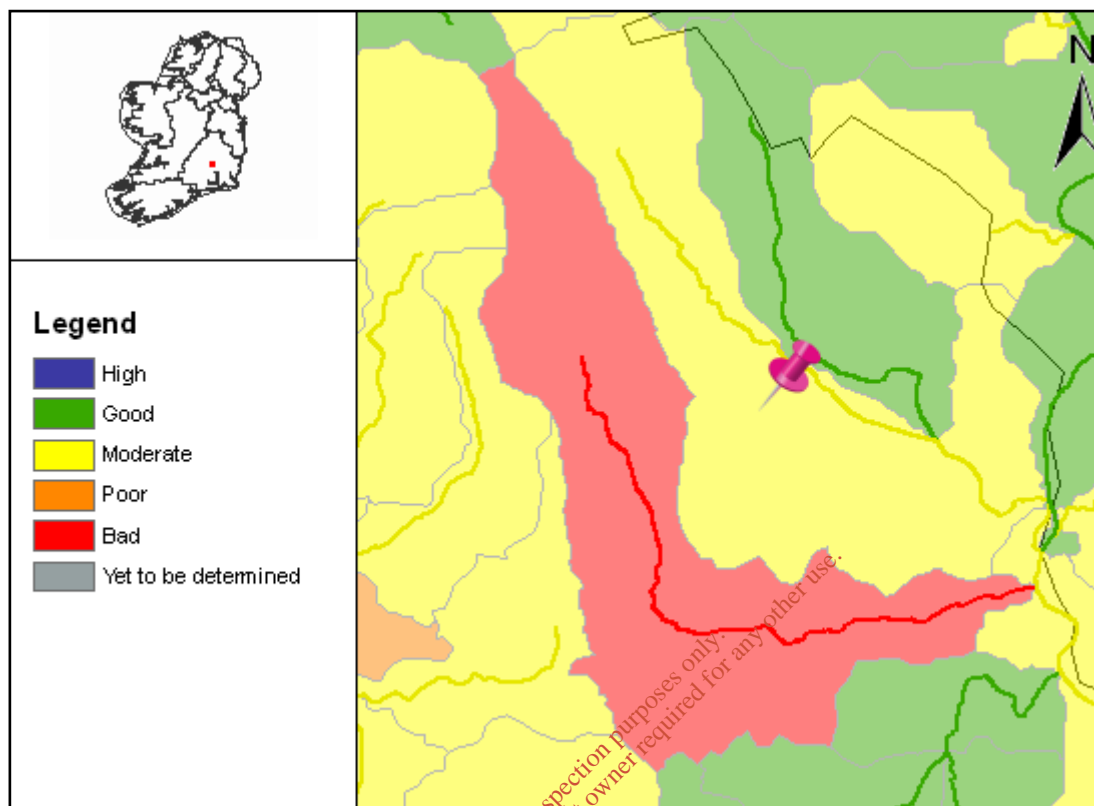 Legend
High
Good
Moderate
Poor
Bad
Yet to be determined
N
spection purposes only.
owner required for any other use.